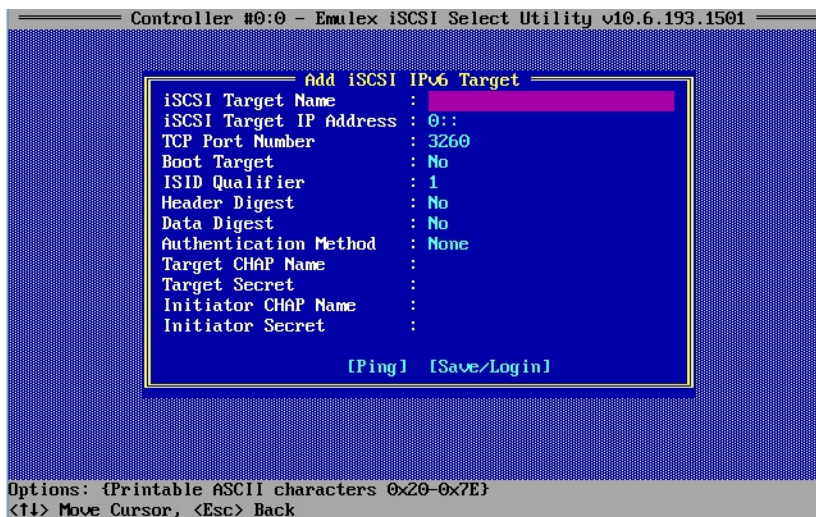 Controller #0:0 - Emulex iSCSI Select Utility v10.6.193.1501
Add iSCSI IPv6 Target
iSCSI Target Name :
iSCSI Target IP Address : 0::
TCP Port Number : 3260
Boot Target : No
ISID Qualifier : 1
Header Digest : No
Data Digest : No
Authentication Method : None
Target CHAP Name :
Target Secret :
Initiator CHAP Name :
Initiator Secret :
[Ping] [Save/Login]
Options: {Printable ASCII characters 0x20-0x7E}
<↑↓> Move Cursor, <Esc> Back